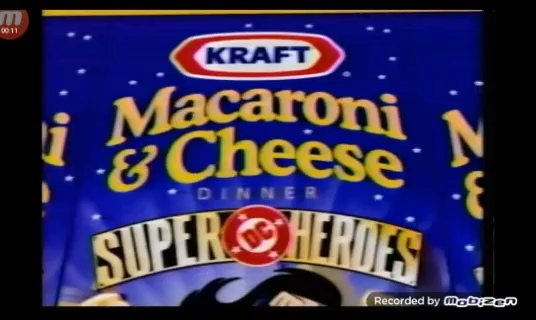 m
00:11
KRAFT
Macaroni
& Cheese
DINNER
SUPER DC HEROES
i
M
&
Recorded by mobizen